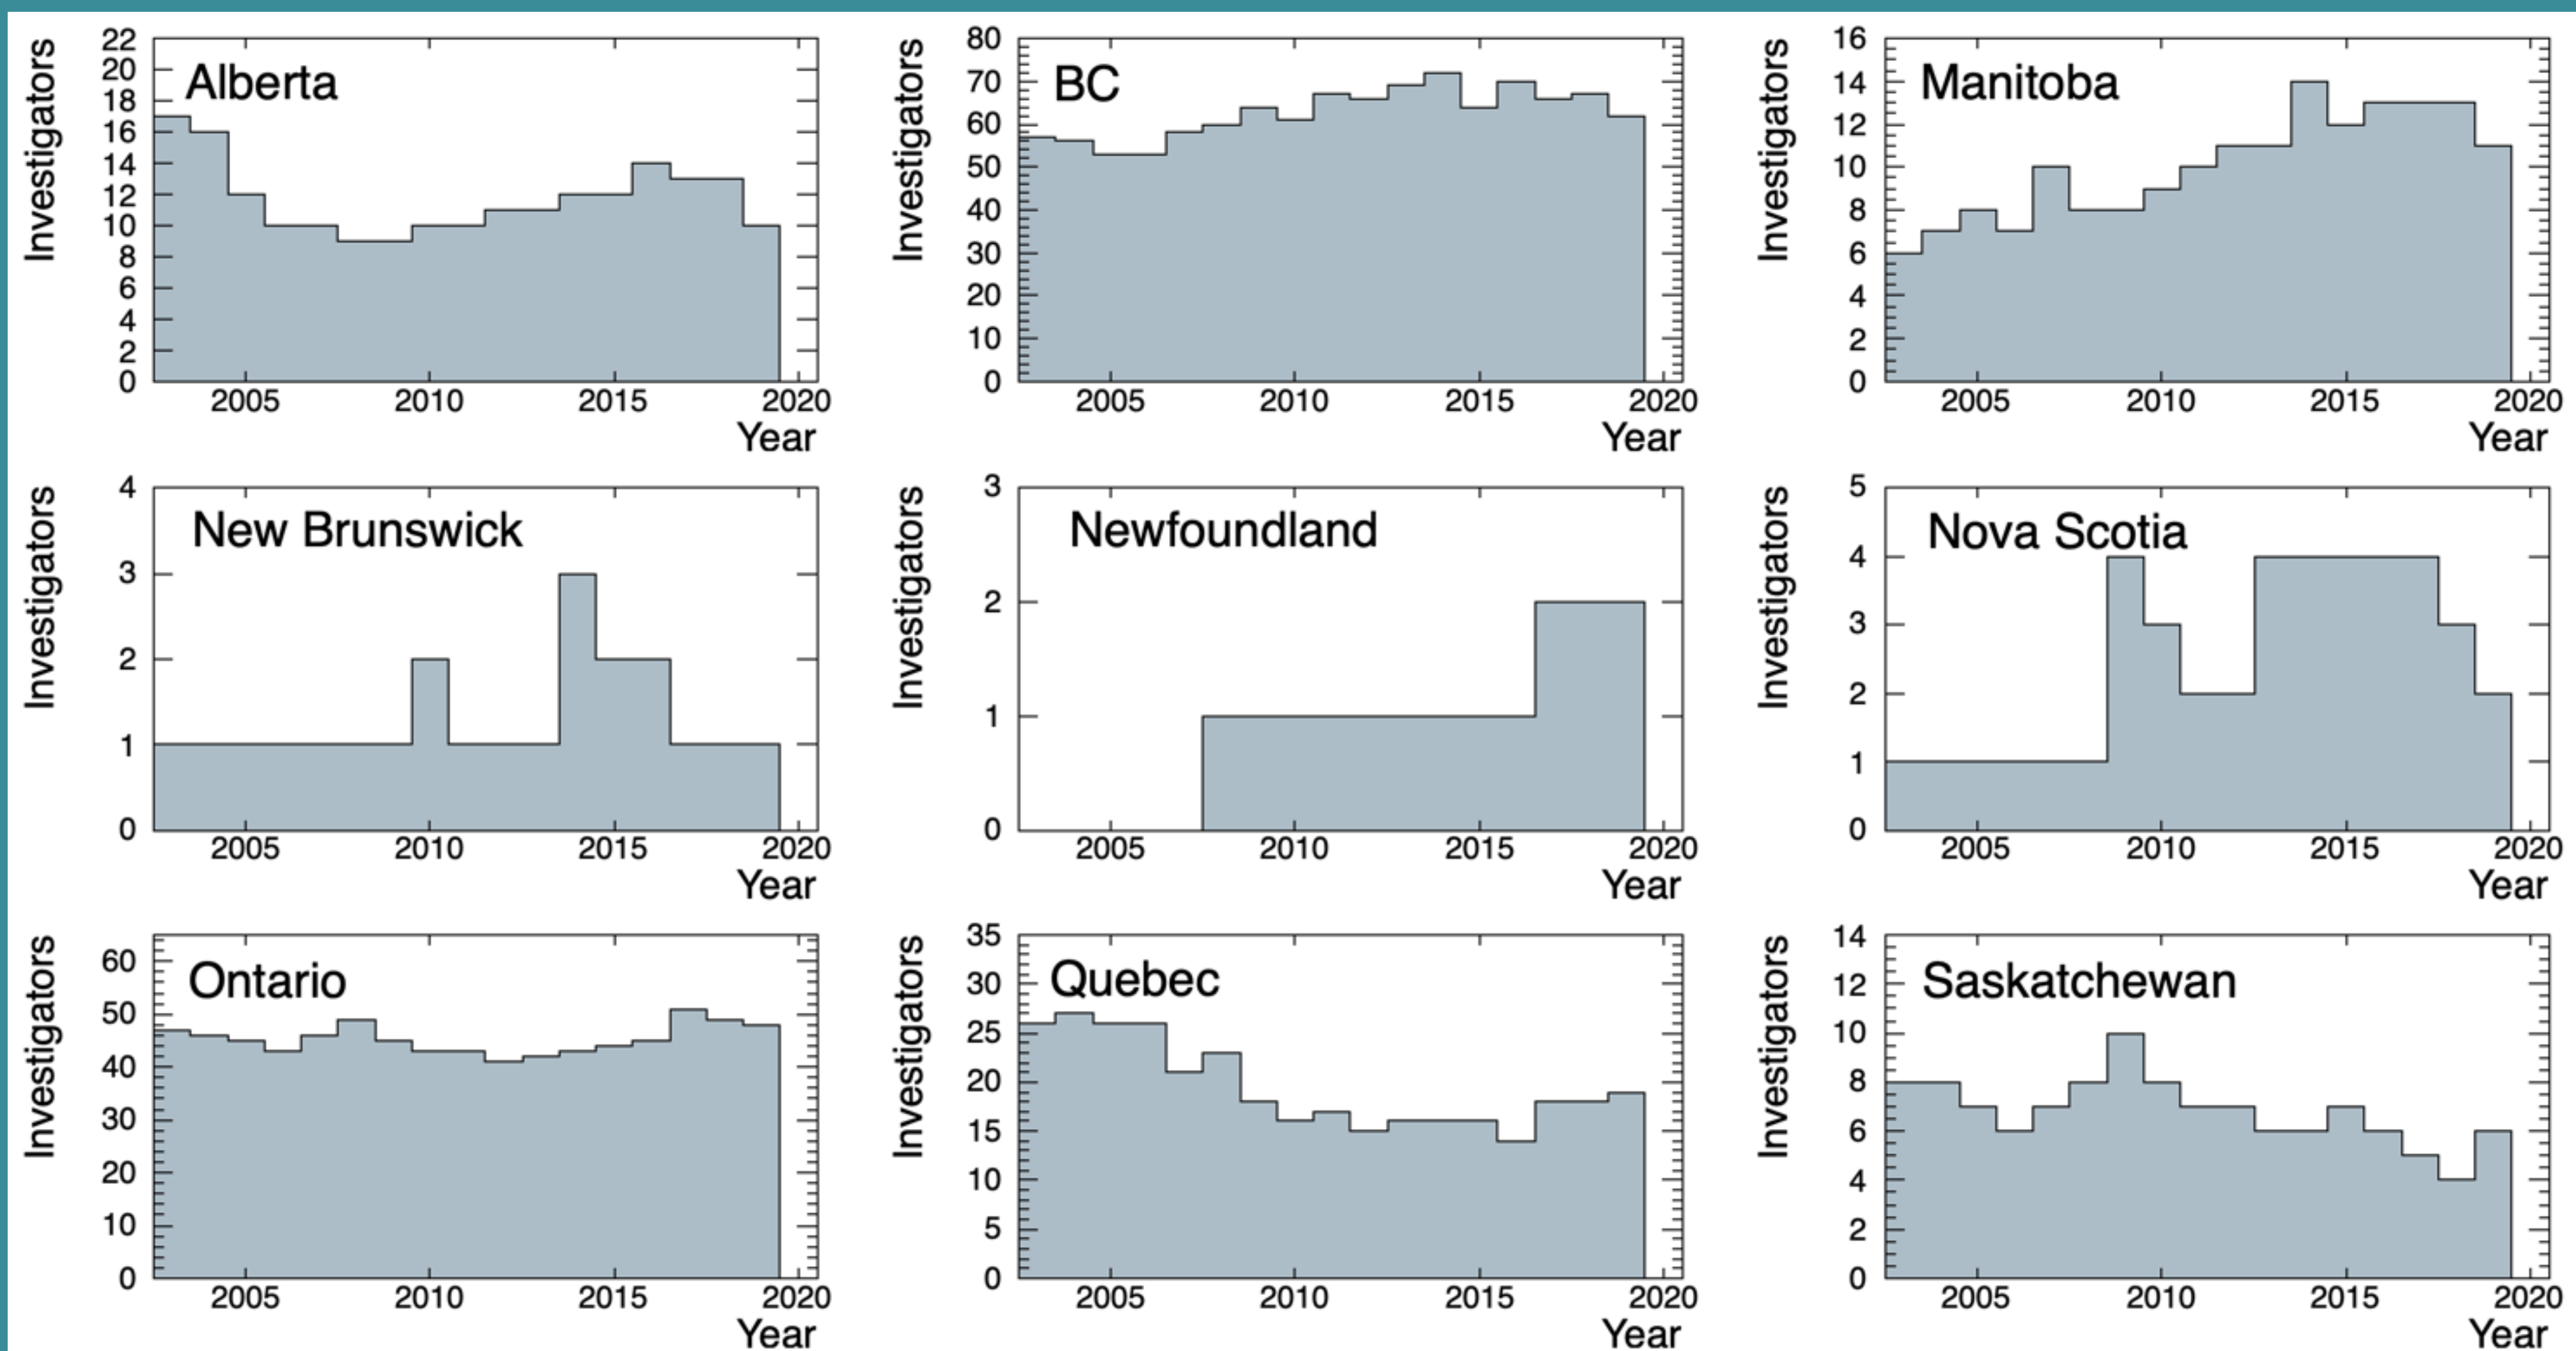 Investigators
22
20
18
16
14
12
10
8
6
4
2
0
Alberta
2005 2010 2015 2020
Year
Investigators
80
70
60
50
40
30
20
10
0
BC
2005 2010 2015 2020
Year
Investigators
16
14
12
10
8
6
4
2
0
Manitoba
2005 2010 2015 2020
Year
Investigators
4
3
2
1
0
New Brunswick
2005 2010 2015 2020
Year
Investigators
3
2
1
0
Newfoundland
2005 2010 2015 2020
Year
Investigators
5
4
3
2
1
0
Nova Scotia
2005 2010 2015 2020
Year
Investigators
60
50
40
30
20
10
0
Ontario
2005 2010 2015 2020
Year
Investigators
35
30
25
20
15
10
5
0
Quebec
2005 2010 2015 2020
Year
Investigators
14
12
10
8
6
4
2
0
Saskatchewan
2005 2010 2015 2020
Year